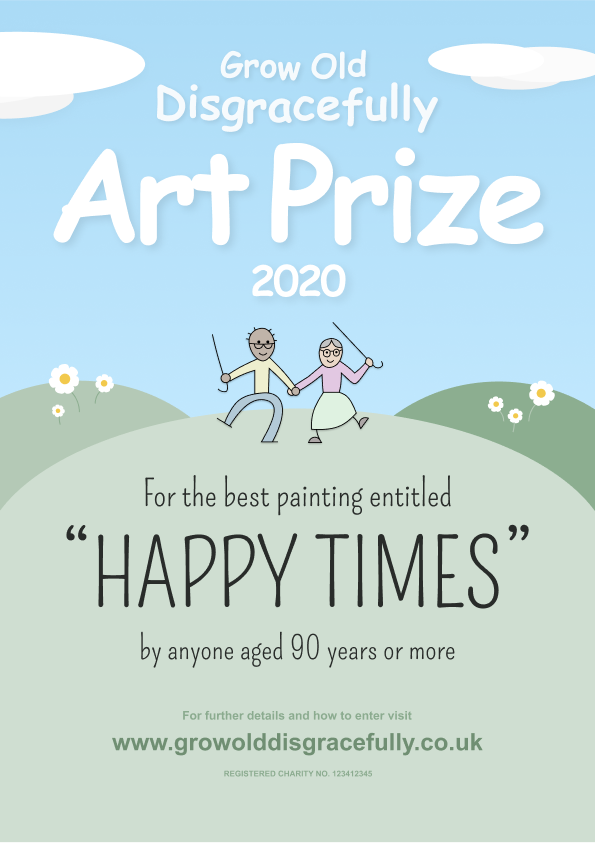 Grow Old
Disgracefully
Art Prize
2020
For the best painting entitled
“HAPPY TIMES”
by anyone aged 90 years or more
For further details and how to enter visit
www.growolddisgracefully.co.uk
REGISTERED CHARITY NO. 123412345